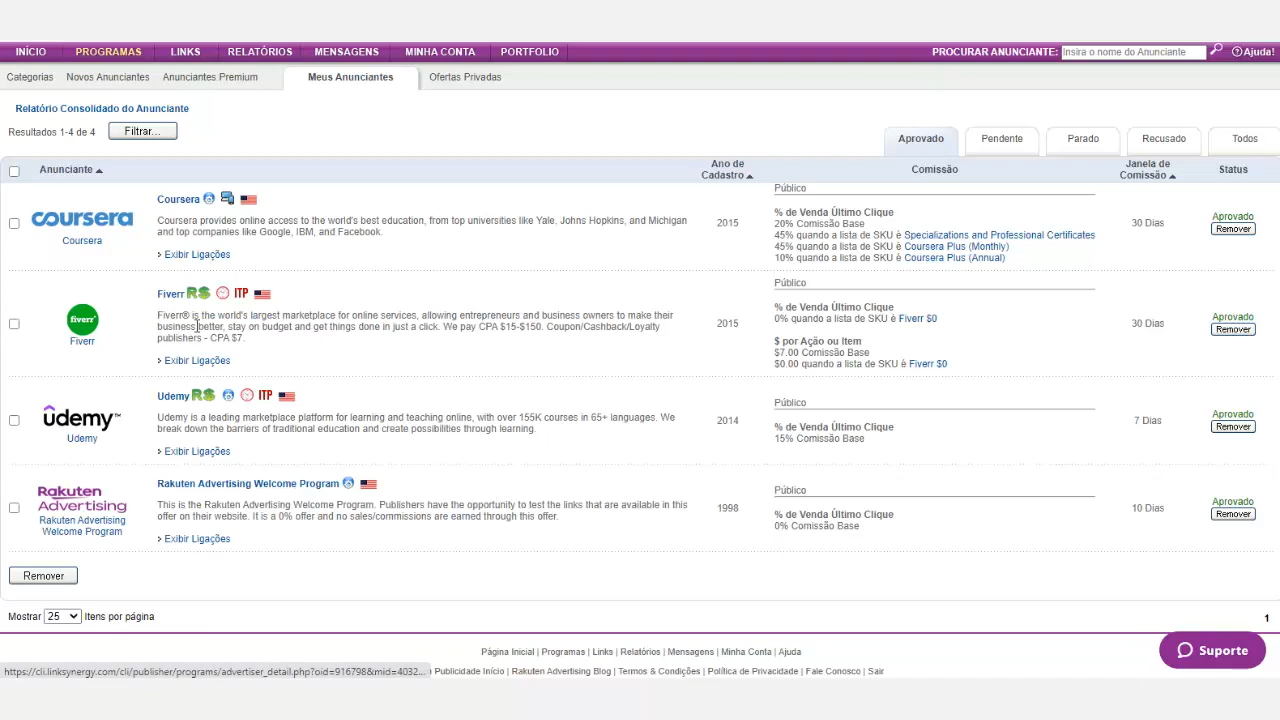 INÍCIO PROGRAMAS LINKS RELATÓRIOS MENSAGENS MINHA CONTA PORTFOLIO PROCURAR ANUNCIANTE: Insira o nome do Anunciante Ajuda!
Categorias Novos Anunciantes Anunciantes Premium Meus Anunciantes Ofertas Privadas
Relatório Consolidado do Anunciante
Resultados 1-4 de 4 Filtrar...
Aprovado Pendente Parado Recusado Todos
Anunciante Ano de Cadastro Comissão Janela de Comissão Status
coursera
Coursera
Coursera
Coursera provides online access to the world's best education, from top universities like Yale, Johns Hopkins, and Michigan
and top companies like Google, IBM, and Facebook.
Exibir Ligações
2015
Público
% de Venda Último Clique
20% Comissão Base
45% quando a lista de SKU è Specializations and Professional Certificates
45% quando a lista de SKU è Coursera Plus (Monthly)
10% quando a lista de SKU è Coursera Plus (Annual)
30 Dias
Aprovado
Remover
fiverr
Fiverr
Fiverr RS ITP
Fiverr® is the world's largest marketplace for online services, allowing entrepreneurs and business owners to make their
business better, stay on budget and get things done in just a click. We pay CPA $15-$150. Coupon/Cashback/Loyalty
publishers - CPA $7.
Exibir Ligações
2015
Público
% de Venda Último Clique
0% quando a lista de SKU è Fiverr $0
$ por Ação ou Item
$7.00 Comissão Base
$0.00 quando a lista de SKU è Fiverr $0
30 Dias
Aprovado
Remover
ûdemy™
Udemy
Udemy RS ITP
Udemy is a leading marketplace platform for learning and teaching online, with over 155K courses in 65+ languages. We
break down the barriers of traditional education and create possibilities through learning.
Exibir Ligações
2014
Público
% de Venda Último Clique
15% Comissão Base
7 Dias
Aprovado
Remover
Rakuten
Advertising
Rakuten Advertising
Welcome Program
Rakuten Advertising Welcome Program
This is the Rakuten Advertising Welcome Program. Publishers have the opportunity to test the links that are available in this
offer on their website. It is a 0% offer and no sales/commissions are earned through this offer.
Exibir Ligações
1998
Público
% de Venda Último Clique
0% Comissão Base
10 Dias
Aprovado
Remover
Remover
Mostrar 25 Itens por página 1
Página Inicial | Programas | Links | Relatórios | Mensagens | Minha Conta | Ajuda
Suporte
https://cli.linksynergy.com/cli/publisher/programs/advertiser_detail.php?oid=916798&mid=4032... Publicidade Início | Rakuten Advertising Blog | Termos & Condições | Política de Privacidade | Fale Conosco | Sair